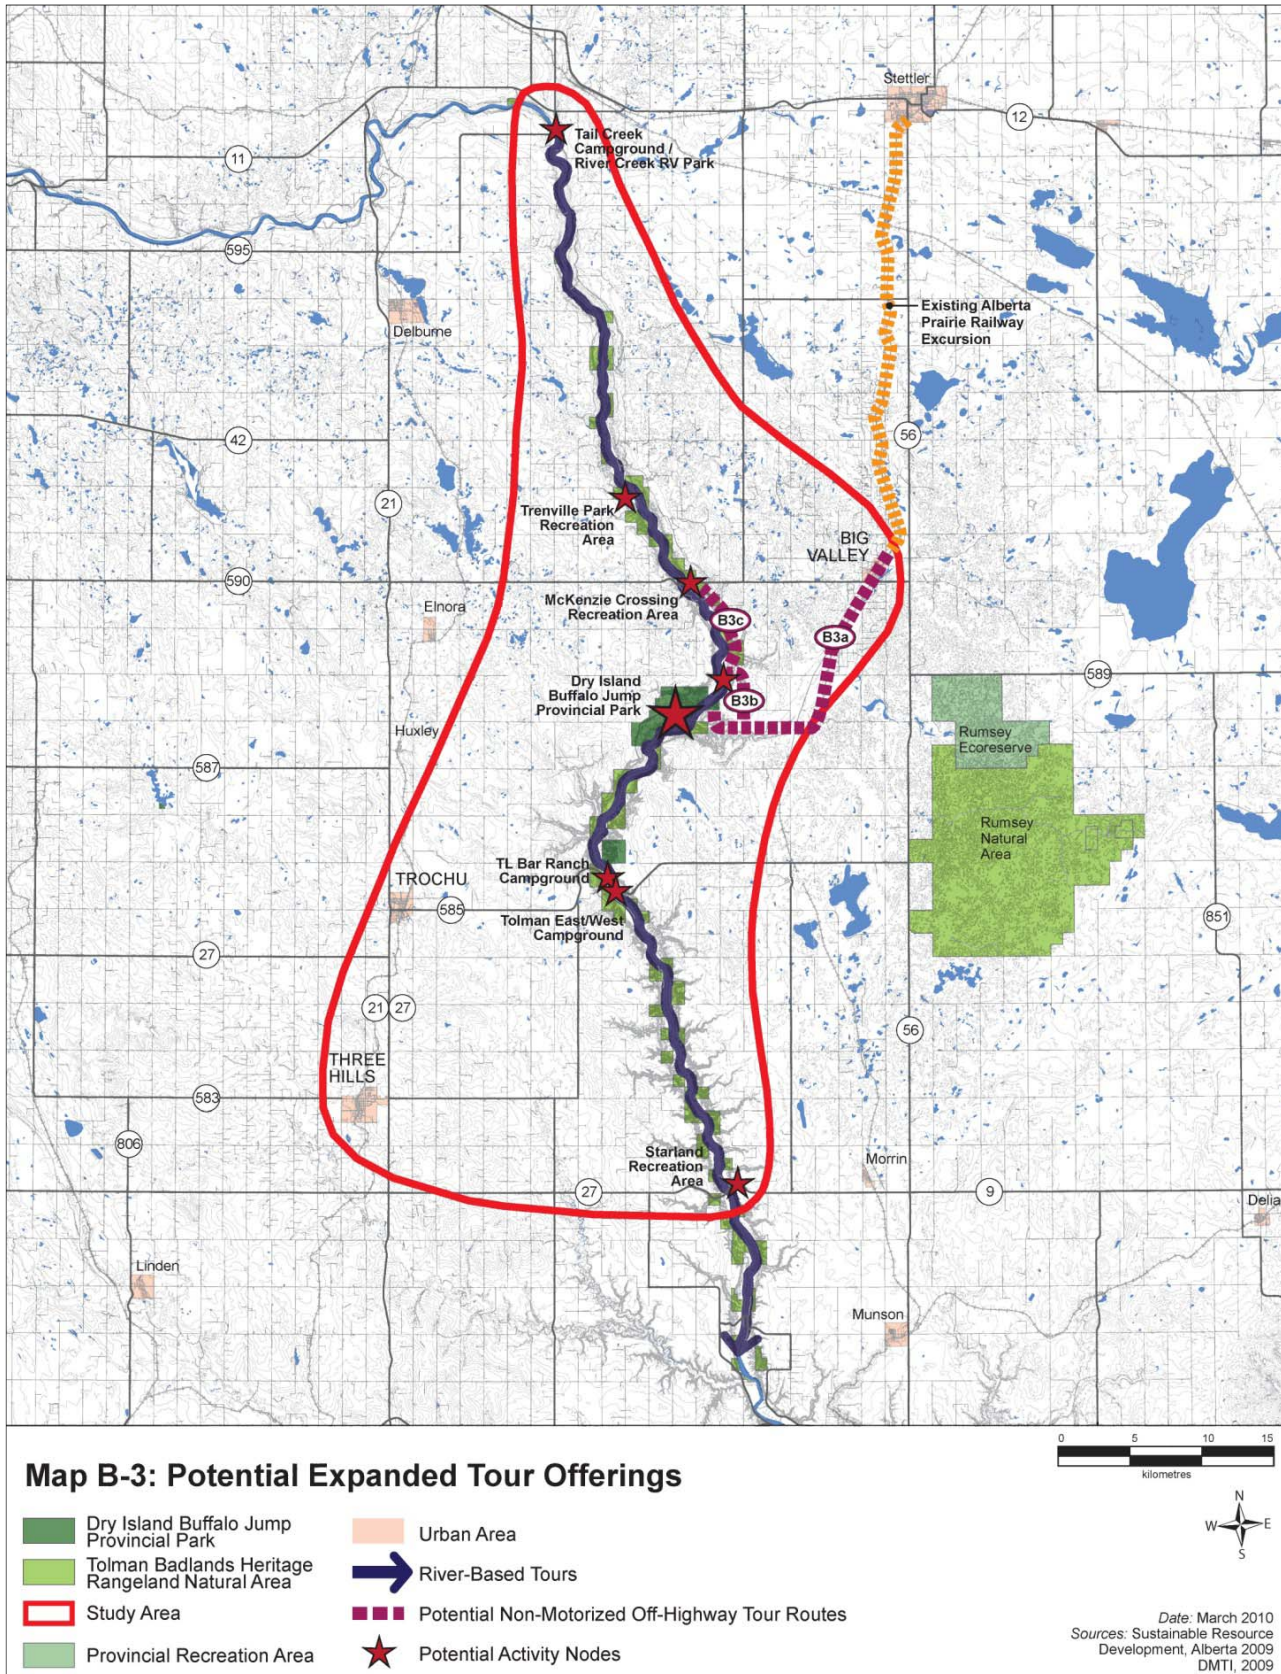 Stettler
12
Tail Creek
Campground /
River Creek RV Park
11
595
Existing Alberta
Prairie Railway
Excursion
Delburne
42
56
21
Trenville Park
Recreation
Area
BIG
VALLEY
590
McKenzie Crossing
Recreation Area
Elnora
B3c
B3a
589
Dry Island
Buffalo Jump
Provincial Park
B3b
Huxley
Rumsey
Ecoreserve
587
Rumsey
Natural
Area
TL Bar Ranch
Campground
TROCHU
585
Tolman East/West
Campground
851
27
21
27
56
THREE
HILLS
583
806
Starland
Recreation
Area
Morrin
27
9
Delia
Linden
Munson
0 5 10 15
kilometres
Map B-3: Potential Expanded Tour Offerings
N
W
E
S
Dry Island Buffalo Jump
Provincial Park
Tolman Badlands Heritage
Rangeland Natural Area
Study Area
Provincial Recreation Area
Urban Area
River-Based Tours
Potential Non-Motorized Off-Highway Tour Routes
Potential Activity Nodes
Date: March 2010
Sources: Sustainable Resource
Development, Alberta 2009
DMTI, 2009